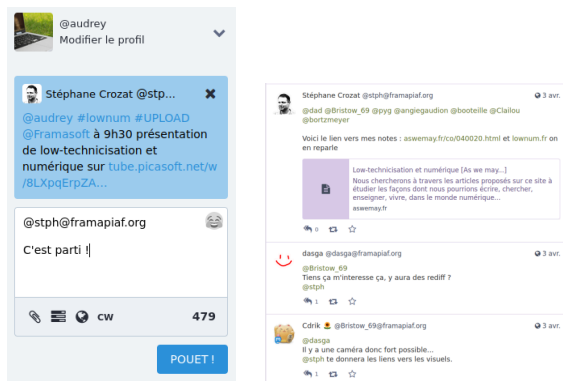 @audrey
Modifier le profil
Stéphane Crozat @stp...
@audrey #lownum #UPLOAD
@Framasoft à 9h30 présentation
de low-technicisation et
numérique sur tube.picasoft.net/w
/8LXpqErpZA...
@stph@framapiaf.org
C'est parti !
CW
479
POUET !
Stéphane Crozat @stph@framapiaf.org
3 avr.
@dad @Bristow_69 @pyg @angiegaudion @booteille @Clailou
@bortzmeyer
Voici le lien vers mes notes : aswemay.fr/co/040020.html et lownum.fr on
en reparle
Low-technicisation et numérique [As we may...]
Nous chercherons à travers les articles proposés sur ce site à
étudier les façons dont nous pourrions écrire, chercher,
enseigner, vivre, dans le monde numérique...
aswemay.fr
0
dasga @dasga@framapiaf.org
3 avr.
@Bristow_69
Tiens ça m'interesse ça, y aura des rediff ?
@stph
1
Cdrik @Bristow_69@framapiaf.org
3 avr.
@dasga
Il y a une caméra donc fort possible...
@stph te donnera les liens vers les visuels.
1